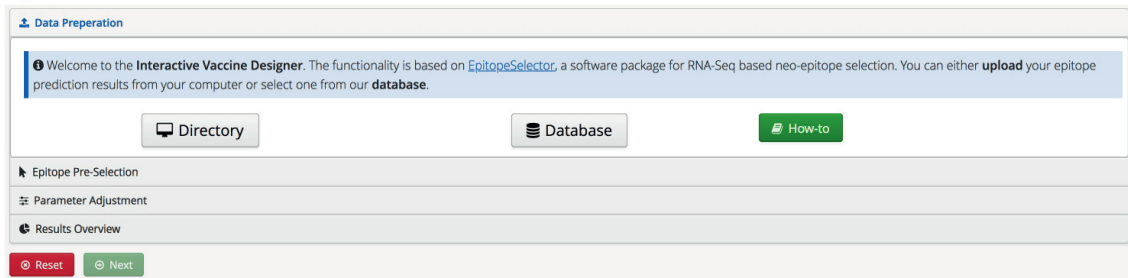 Data Preperation
Welcome to the Interactive Vaccine Designer. The functionality is based on EpitopeSelector, a software package for RNA-Seq based neo-epitope selection. You can either upload your epitope
prediction results from your computer or select one from our database.
Directory
Database
How-to
Epitope Pre-Selection
Parameter Adjustment
Results Overview
Reset
Next